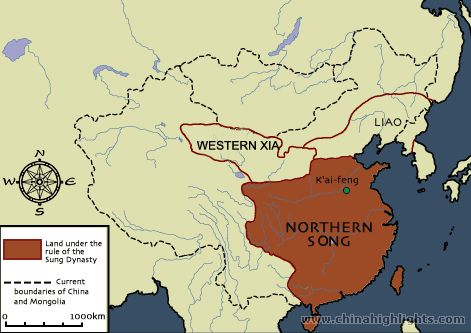 WESTERN XIA
LIAO
K'ai-feng
NORTHERN
SONG
N
W
E
S
Land under the
rule of the
Sung Dynasty
Current
boundaries of China
and Mongolia
0
1000km
www.chinahighlights.com